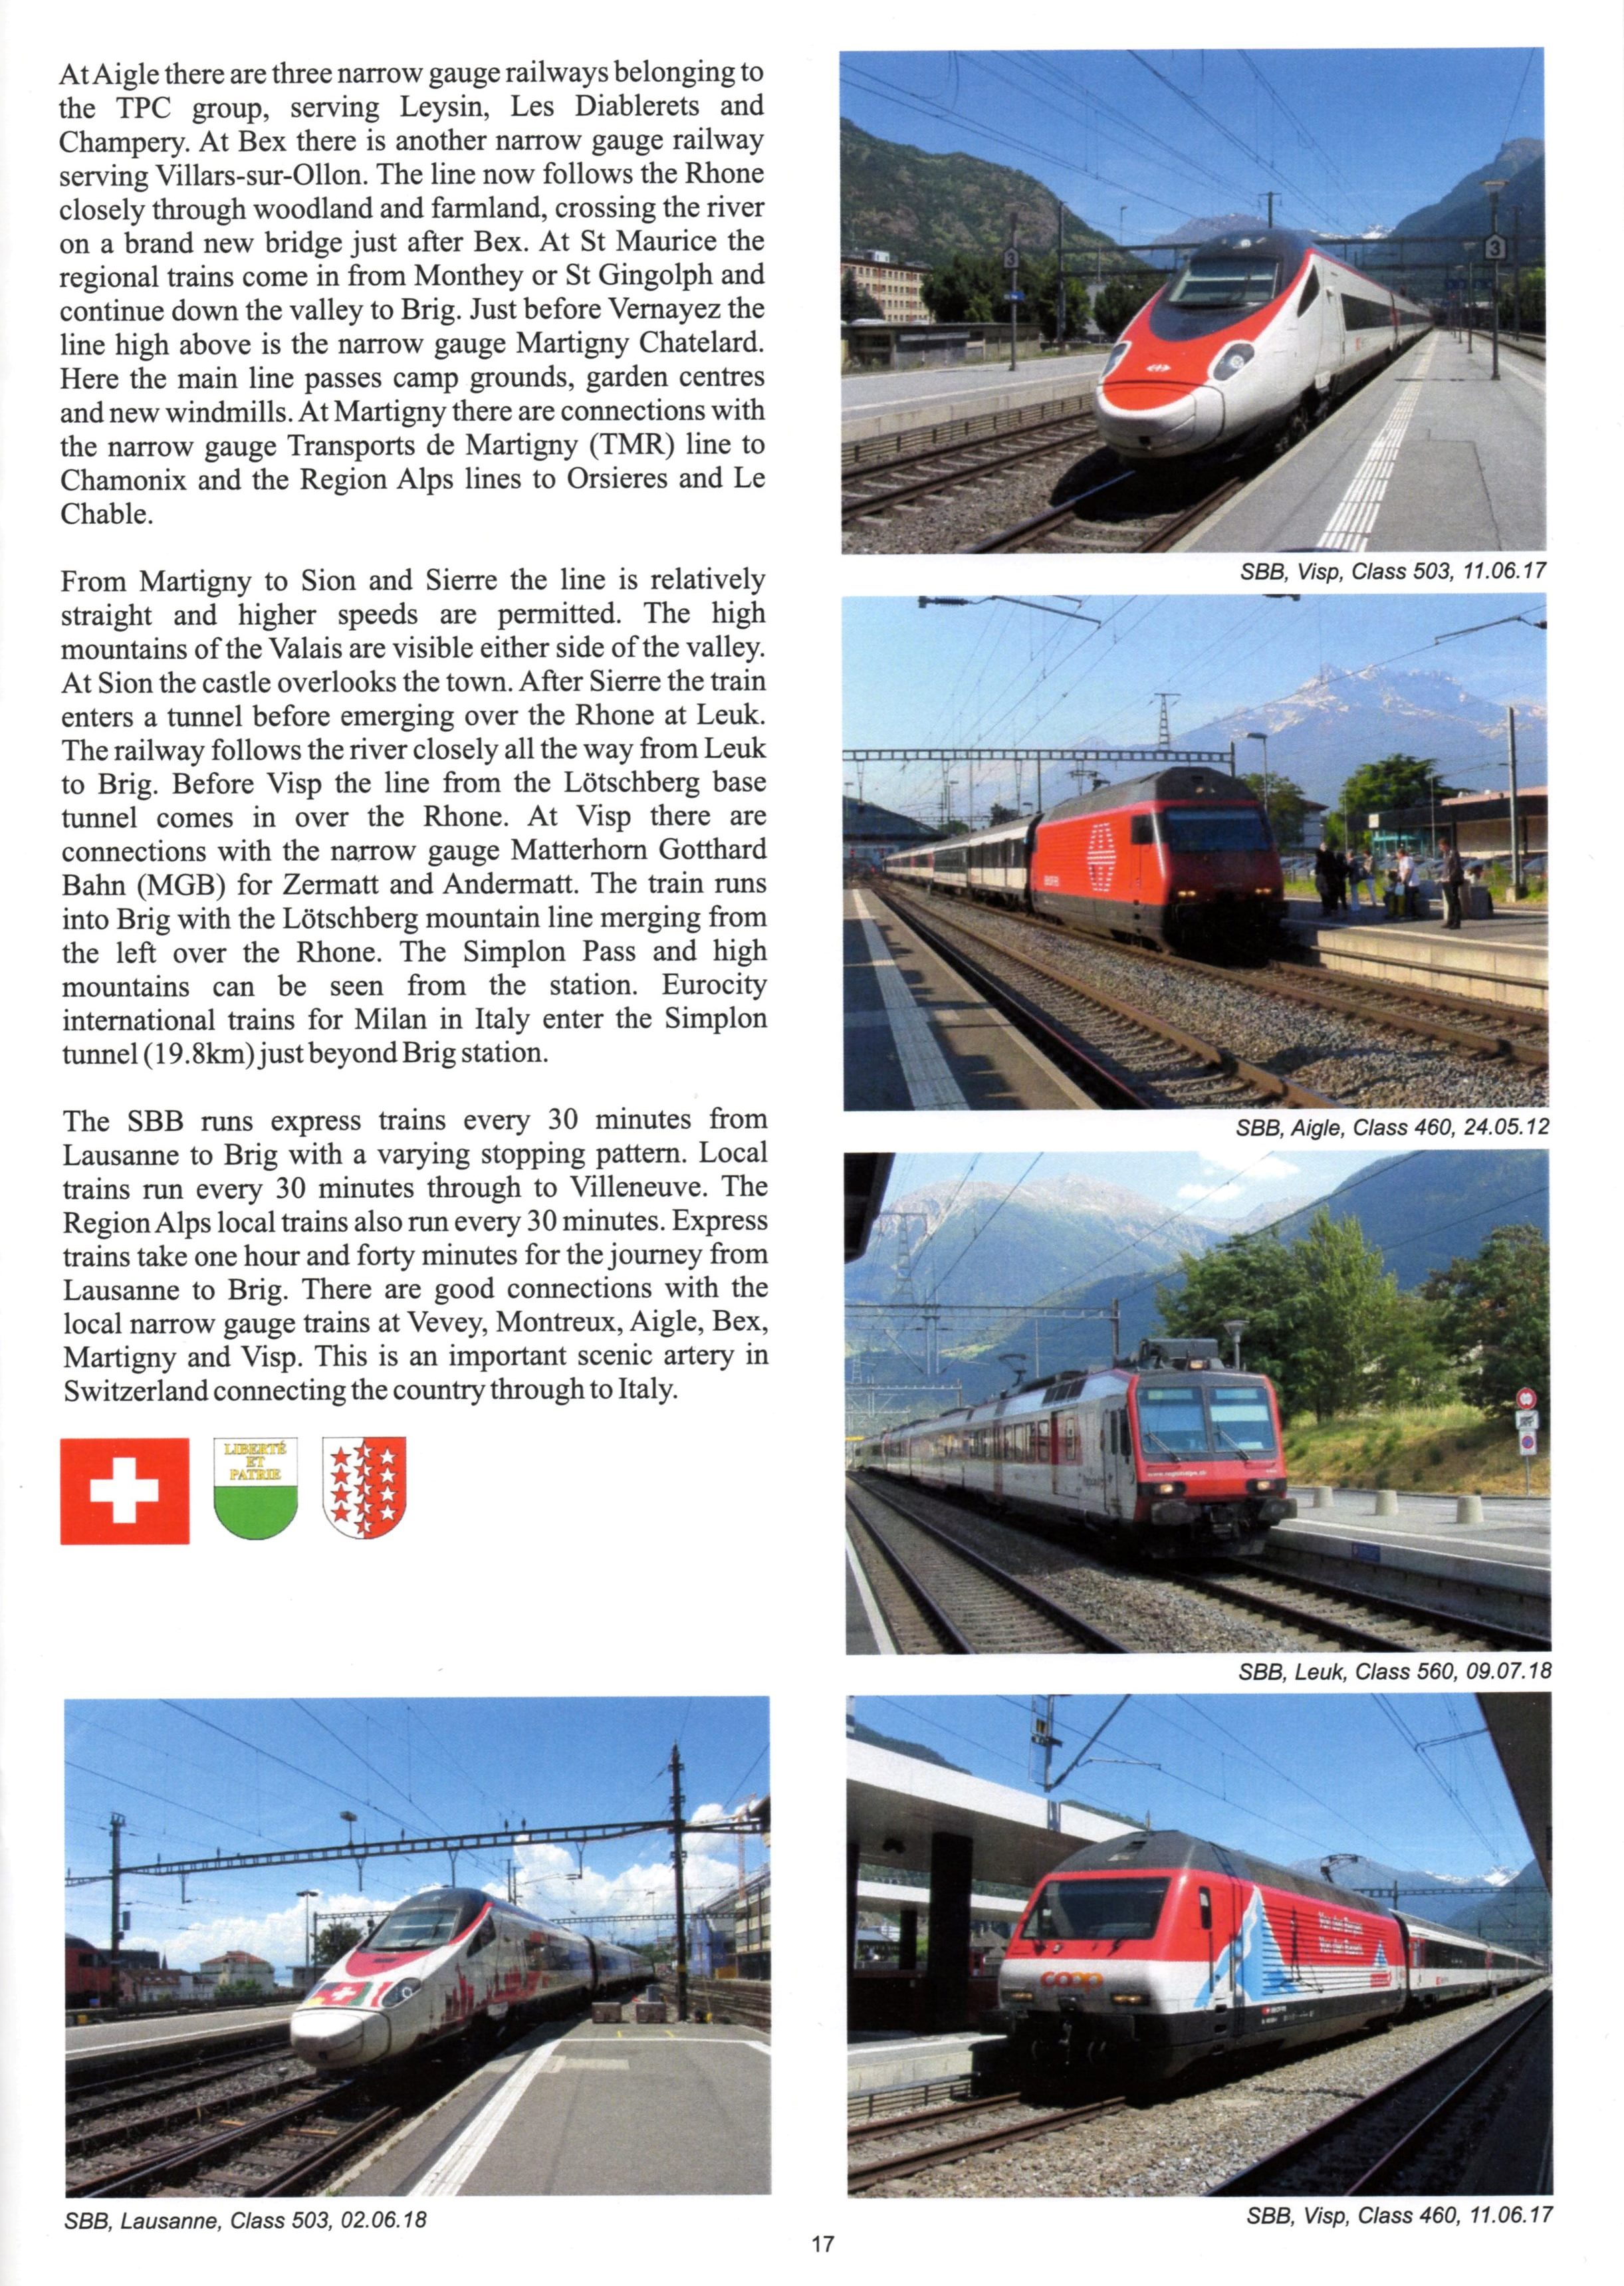 At Aigle there are three narrow gauge railways belonging to
the TPC group, serving Leysin, Les Diablerets and
Champery. At Bex there is another narrow gauge railway
serving Villars-sur-Ollon. The line now follows the Rhone
closely through woodland and farmland, crossing the river
on a brand new bridge just after Bex. At St Maurice the
regional trains come in from Monthey or St Gingolph and
continue down the valley to Brig. Just before Vernayez the
line high above is the narrow gauge Martigny Chatelard.
Here the main line passes camp grounds, garden centres
and new windmills. At Martigny there are connections with
the narrow gauge Transports de Martigny (TMR) line to
Chamonix and the Region Alps lines to Orsieres and Le
Chable.
From Martigny to Sion and Sierre the line is relatively
straight and higher speeds are permitted. The high
mountains of the Valais are visible either side of the valley.
At Sion the castle overlooks the town. After Sierre the train
enters a tunnel before emerging over the Rhone at Leuk.
The railway follows the river closely all the way from Leuk
to Brig. Before Visp the line from the Lötschberg base
tunnel comes in over the Rhone. At Visp there are
connections with the narrow gauge Matterhorn Gotthard
Bahn (MGB) for Zermatt and Andermatt. The train runs
into Brig with the Lötschberg mountain line merging from
the left over the Rhone. The Simplon Pass and high
mountains can be seen from the station. Eurocity
international trains for Milan in Italy enter the Simplon
tunnel (19.8km) just beyond Brig station.
The SBB runs express trains every 30 minutes from
Lausanne to Brig with a varying stopping pattern. Local
trains run every 30 minutes through to Villeneuve. The
Region Alps local trains also run every 30 minutes. Express
trains take one hour and forty minutes for the journey from
Lausanne to Brig. There are good connections with the
local narrow gauge trains at Vevey, Montreux, Aigle, Bex,
Martigny and Visp. This is an important scenic artery in
Switzerland connecting the country through to Italy.
LIBERTÉ
ET
PATRIE
SBB, Lausanne, Class 503, 02.06.18
3
3
SBB, Visp, Class 503, 11.06.17
SBB, Aigle, Class 460, 24.05.12
www.regionalps.ch
SBB, Leuk, Class 560, 09.07.18
coop
SBB, Visp, Class 460, 11.06.17
17